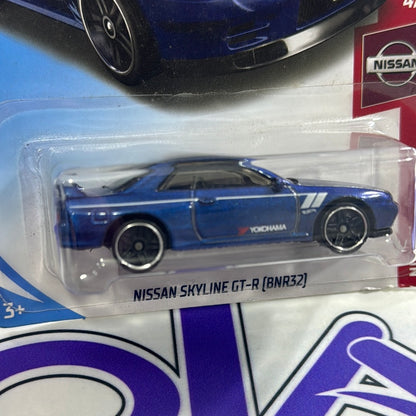 NISSAN
YOKOHAMA
NISSAN SKYLINE GT-R [BNR32]
3+